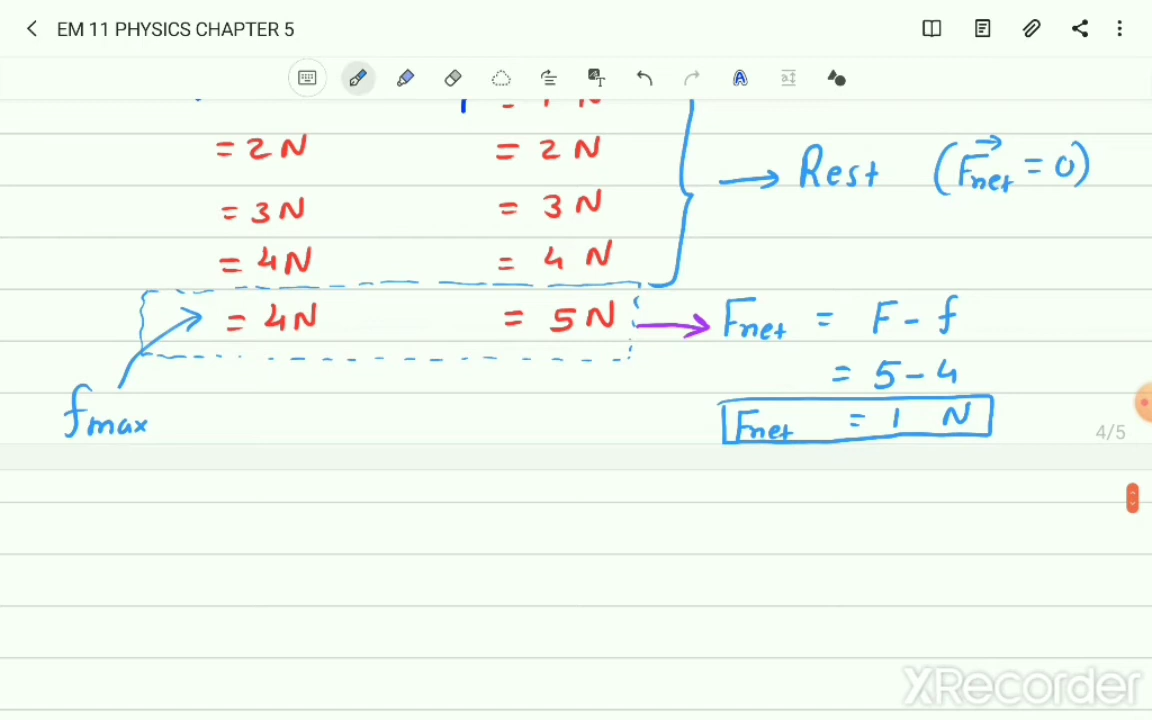 EM 11 PHYSICS CHAPTER 5
= 2N = 2 N → Rest (F⃗net = 0)
= 3N = 3 N
= 4N = 4 N
= 4N = 5N → Fnet = F - f
= 5 - 4
fmax
Fnet = 1 N
4/5
XRecorder